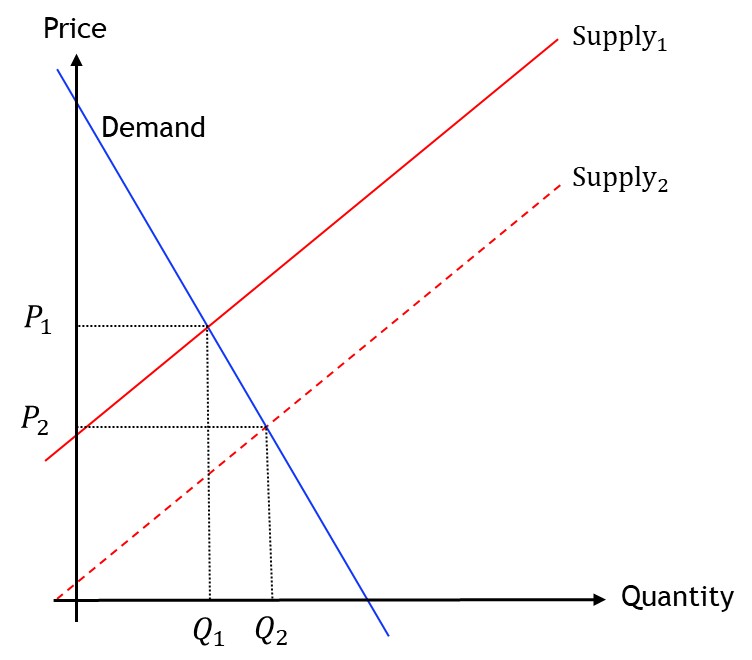 Price
Supply₁
Demand
Supply₂
P₁
P₂
Quantity
Q₁ Q₂